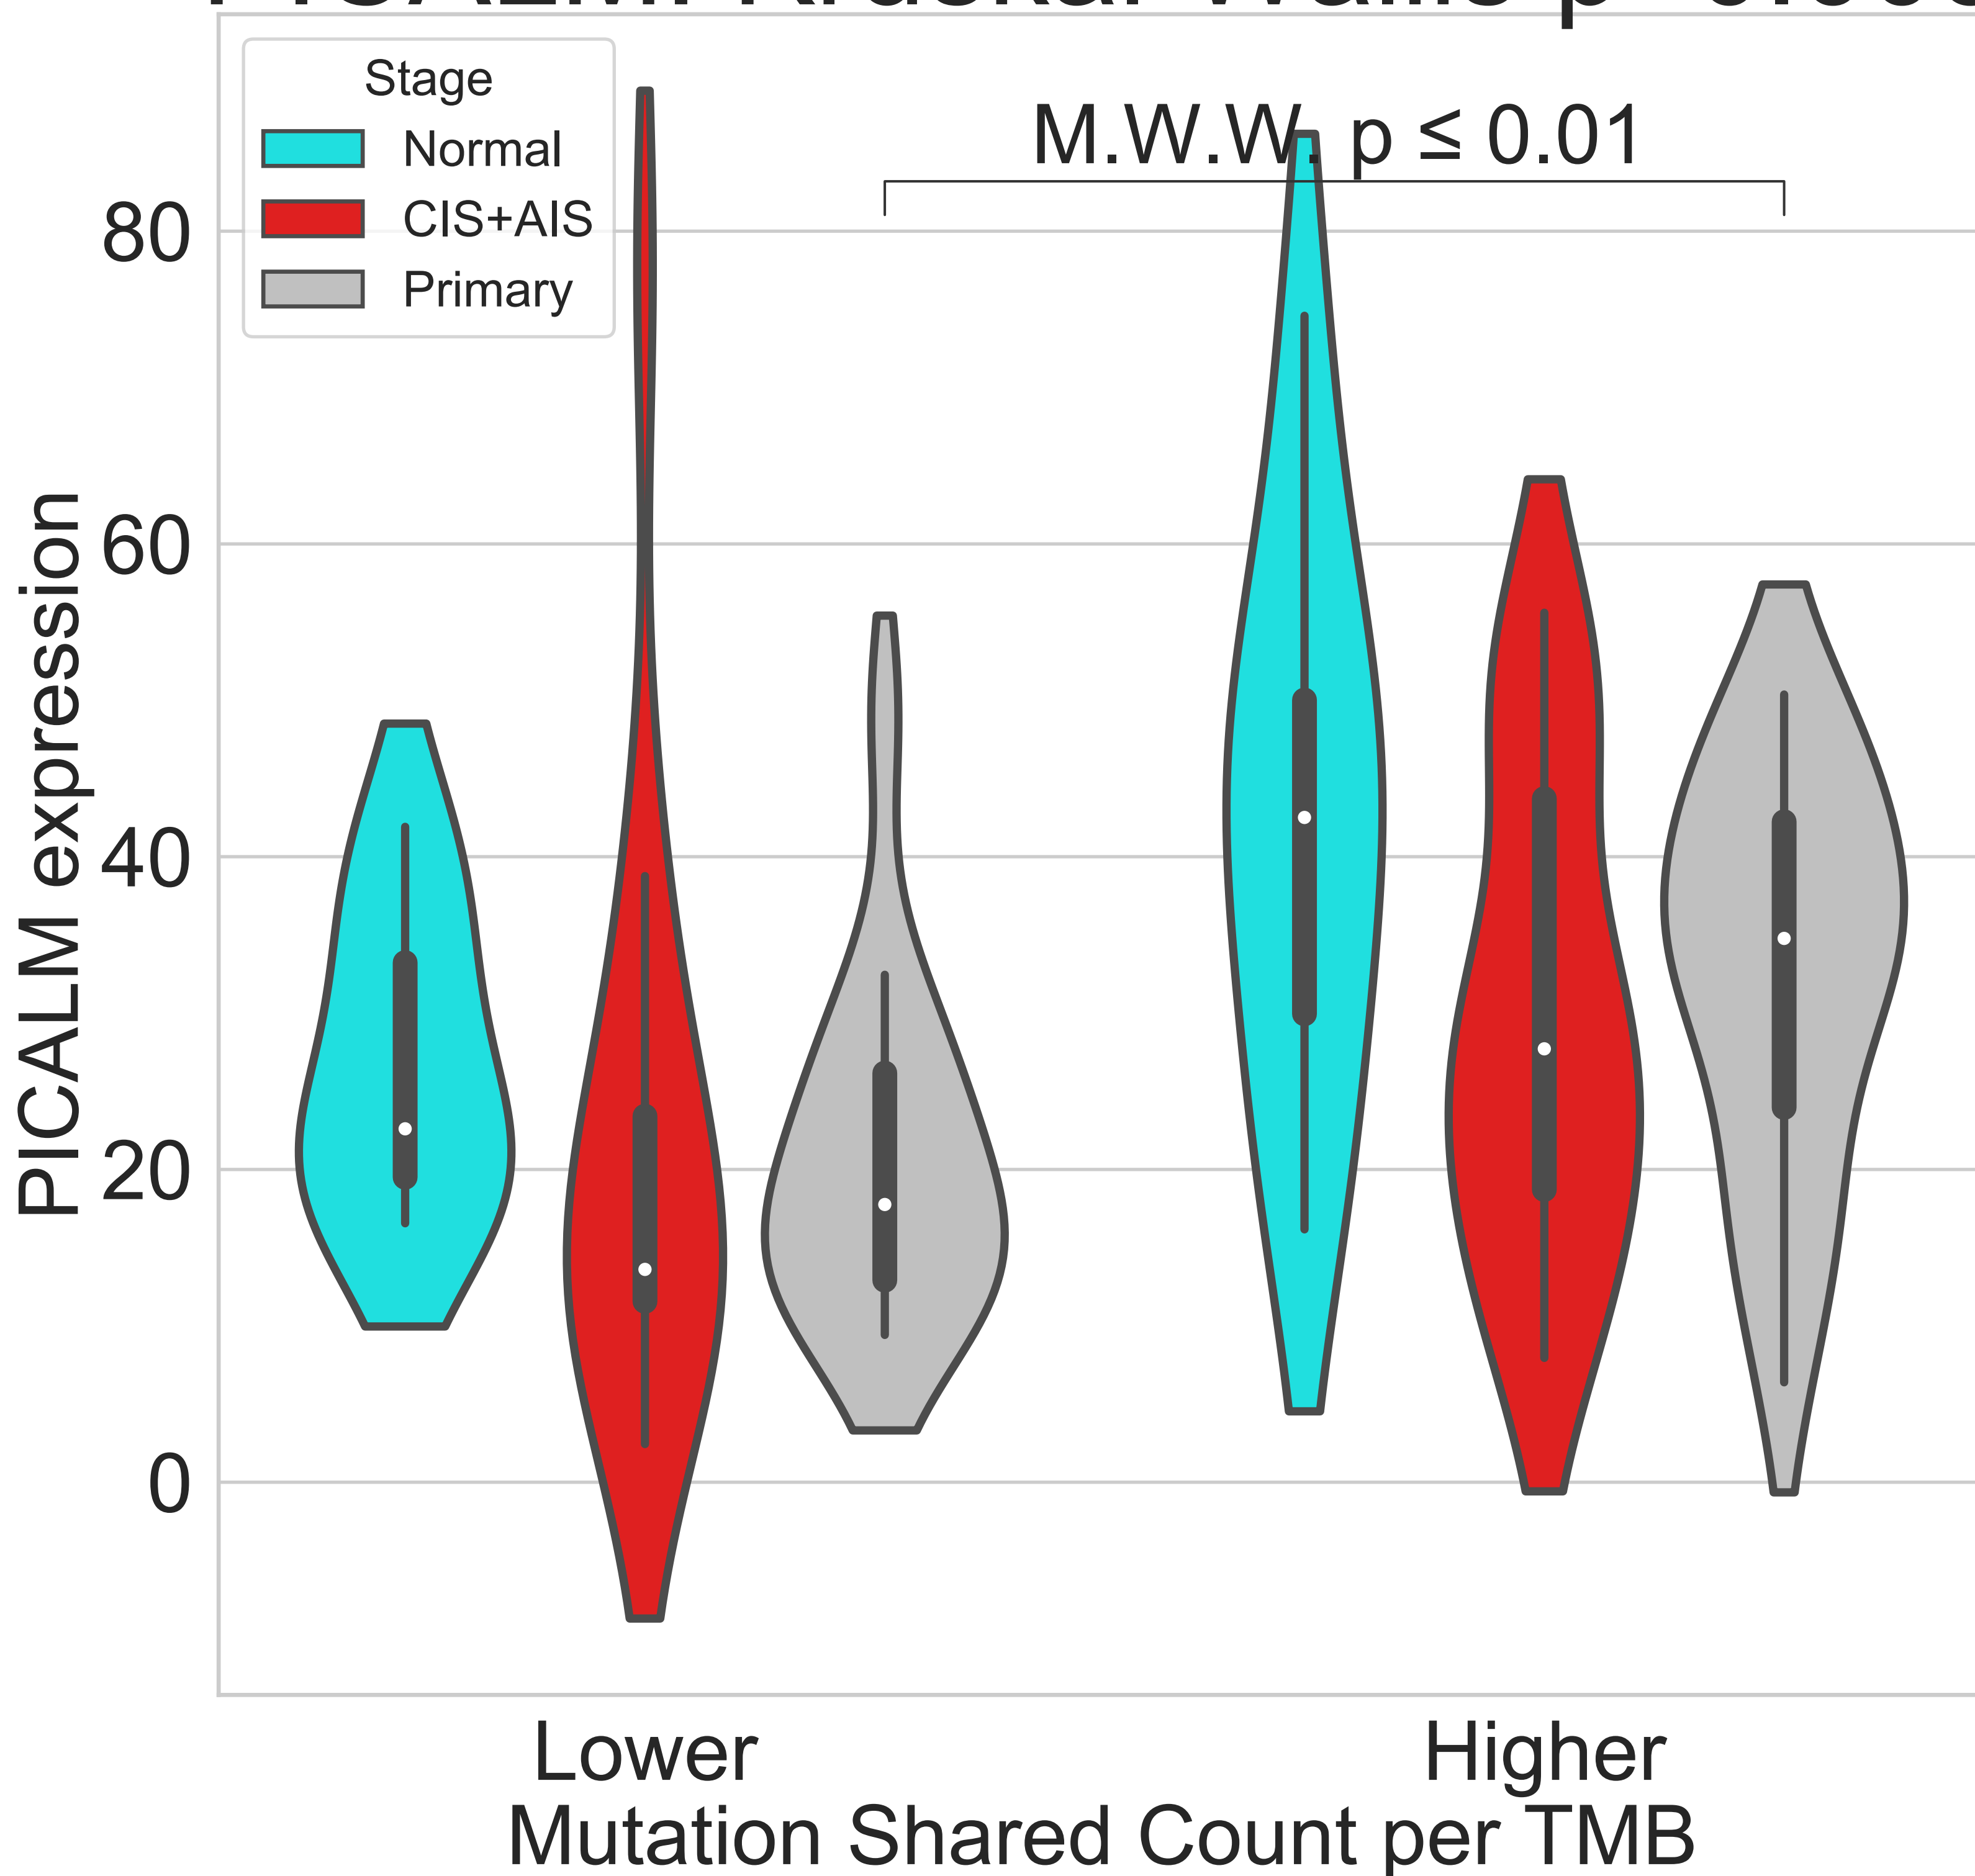 Stage
Normal
CIS+AIS
Primary
M.W.W. p ≤ 0.01
80
60
40
20
0
PICALM expression
Lower
Higher
Mutation Shared Count per TMB